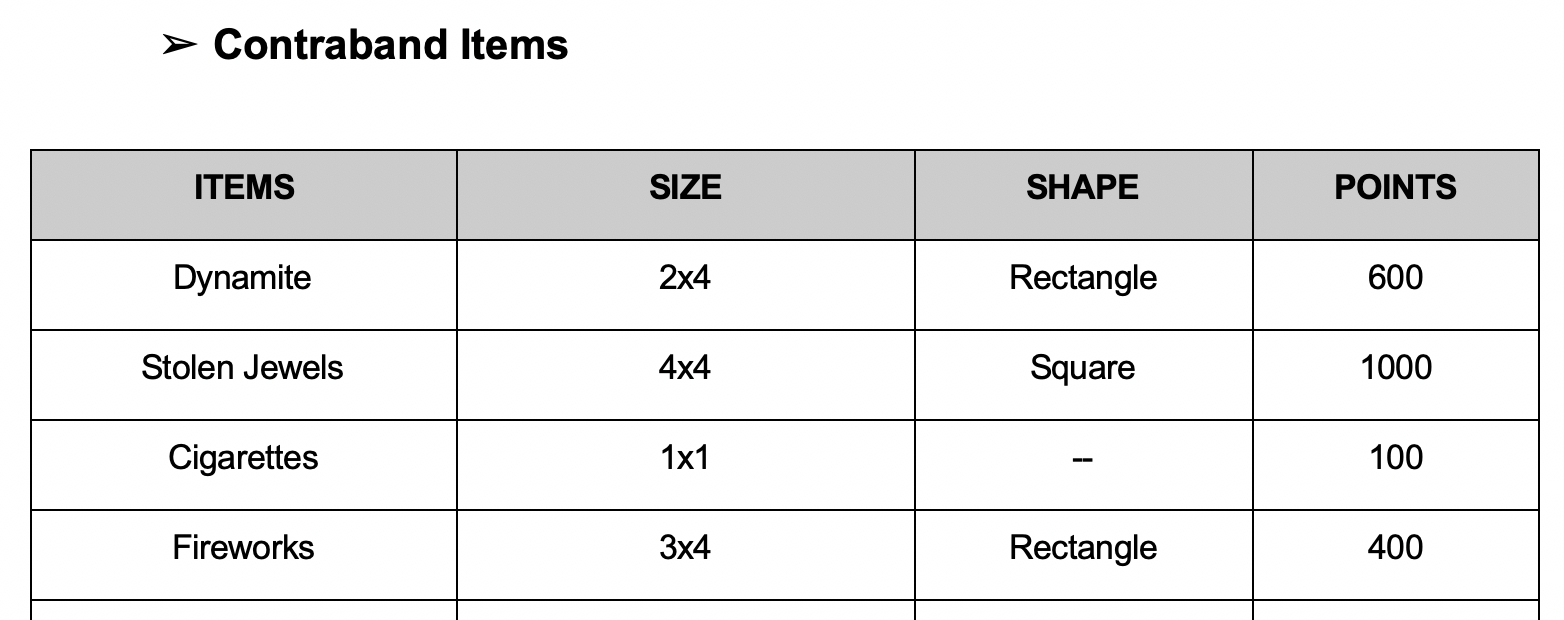 ➢ Contraband Items
ITEMS SIZE SHAPE POINTS
Dynamite 2x4 Rectangle 600
Stolen Jewels 4x4 Square 1000
Cigarettes 1x1 -- 100
Fireworks 3x4 Rectangle 400